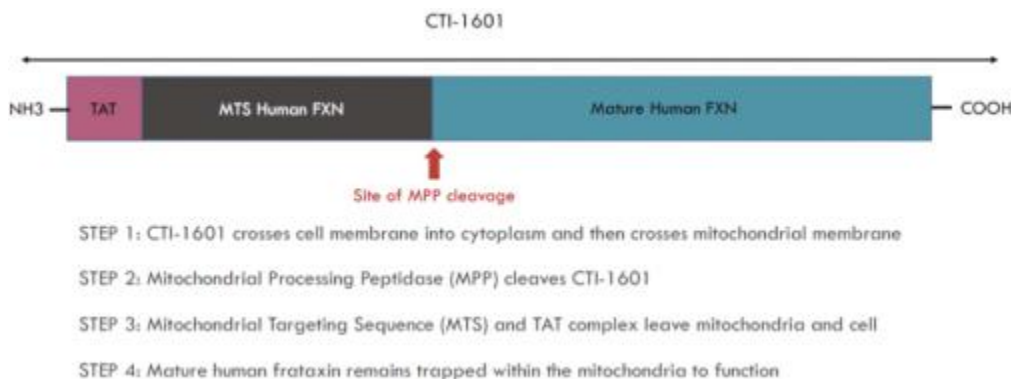 CTI-1601
NH3
TAT
MTS Human FXN
Mature Human FXN
COOH
Site of MPP cleavage
STEP 1: CTI-1601 crosses cell membrane into cytoplasm and then crosses mitochondrial membrane
STEP 2: Mitochondrial Processing Peptidase (MPP) cleaves CTI-1601
STEP 3: Mitochondrial Targeting Sequence (MTS) and TAT complex leave mitochondria and cell
STEP 4: Mature human frataxin remains trapped within the mitochondria to function